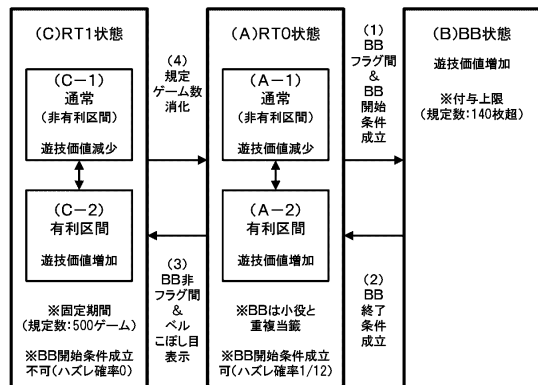 (C)RT1状態
(C-1)
通常
(非有利区間)
遊技価値減少
(C-2)
有利区間
遊技価値増加
※固定期間
(規定数:500ゲーム)
※BB開始条件成立
不可(ハズレ確率0)
(4)
規定
ゲーム数
消化
(3)
BB非
フラグ間
&
ベル
こぼし目
表示
(A)RT0状態
(A-1)
通常
(非有利区間)
遊技価値減少
(A-2)
有利区間
遊技価値増加
※BBは小役と
重複当籤
※BB開始条件成立
可(ハズレ確率1/12)
(1)
BB
フラグ間
&
BB
開始
条件
成立
(2)
BB
終了
条件
成立
(B)BB状態
遊技価値増加
※付与上限
(規定数:140枚超)